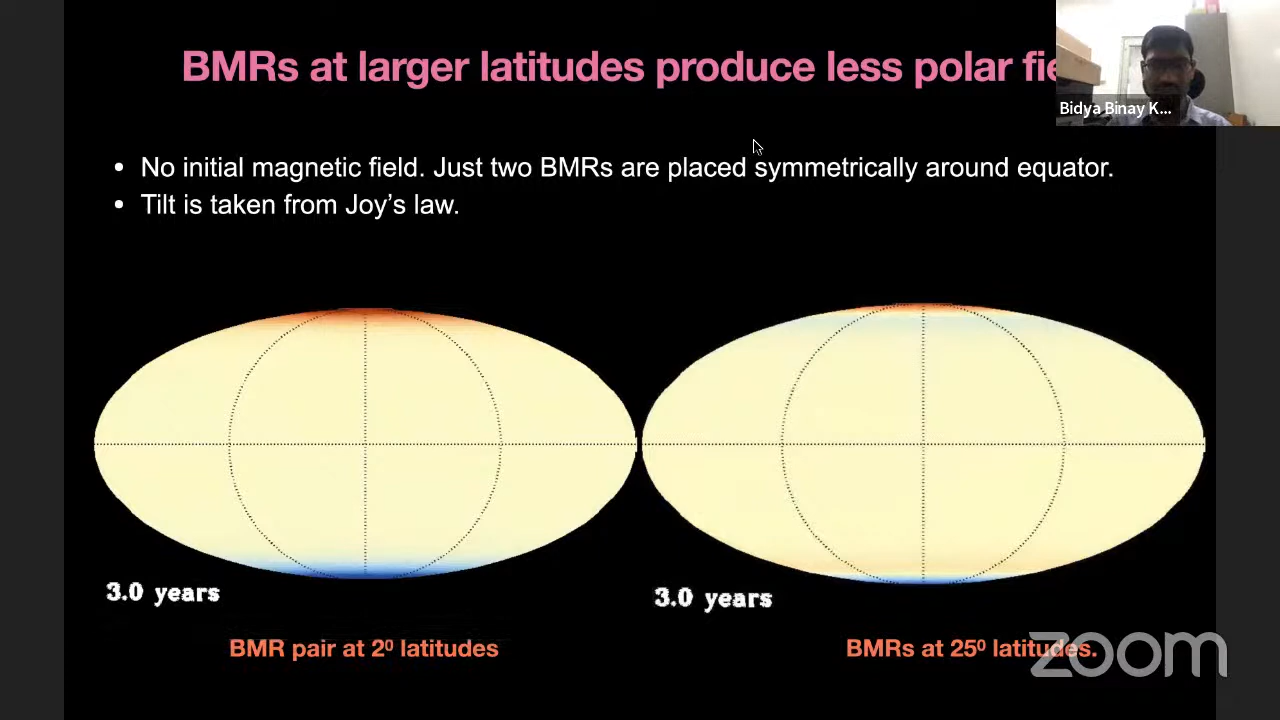 BMRs at larger latitudes produce less polar
Bidya Binay K...
• No initial magnetic field. Just two BMRs are placed symmetrically around equator.
• Tilt is taken from Joy’s law.
3.0 years
3.0 years
BMR pair at 2⁰ latitudes
BMRs at 25⁰ latitudes.
zoom